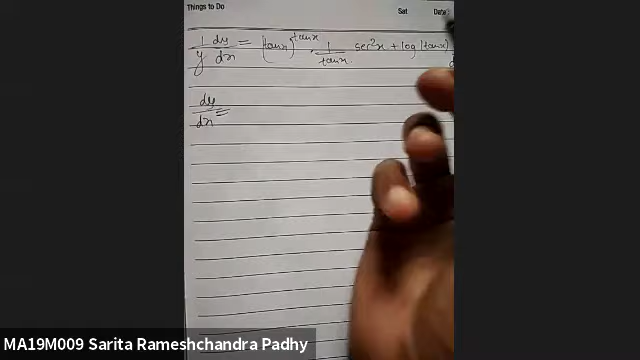 Things to Do
Sat Date
1/y dy/dx = (tanx)^tanx . 1/tanx sec²x + log(tanx)
dy/dx =
MA19M009 Sarita Rameshchandra Padhy